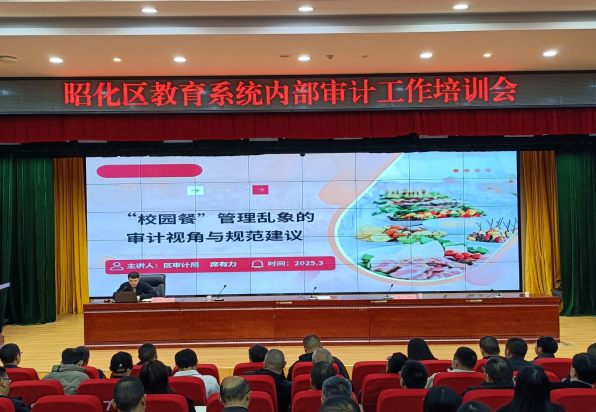 昭化区教育系统内部审计工作培训会
“校园餐”管理乱象的
审计视角与规范建议
主讲人：区审计局 席有力 时间：2025.3